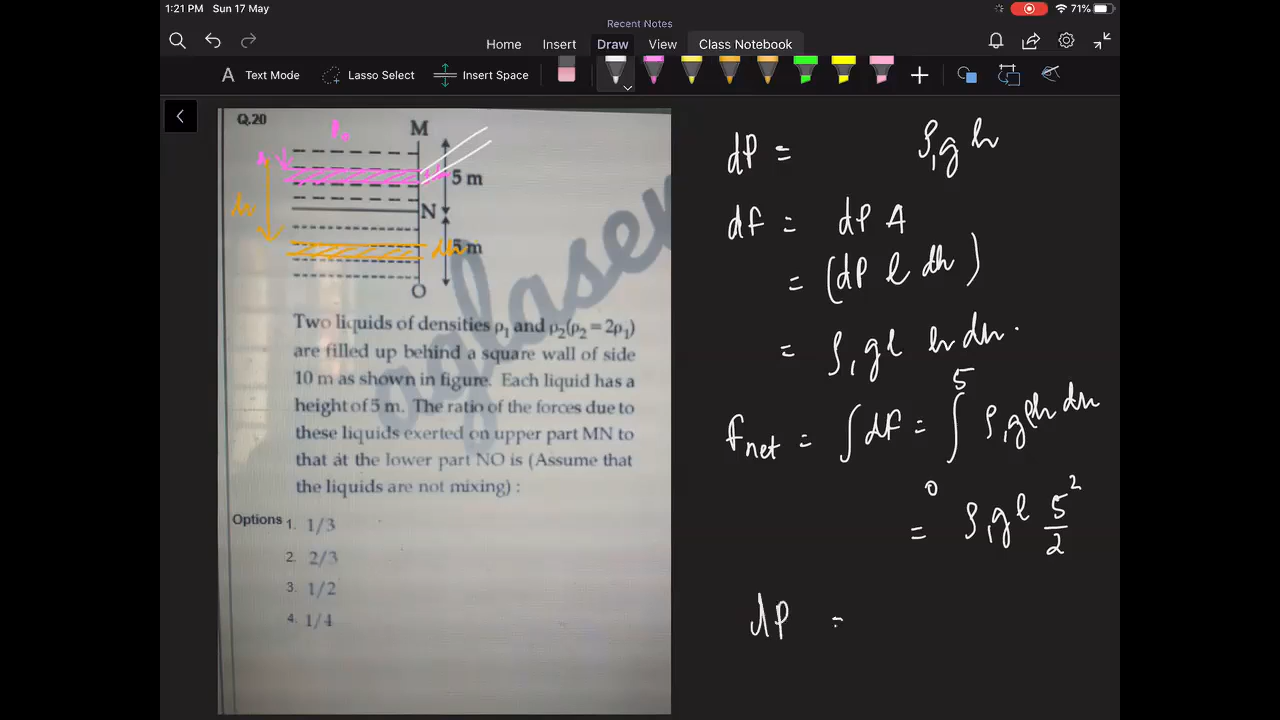 1:21 PM Sun 17 May
71%
Recent Notes
Home Insert Draw View Class Notebook
Text Mode Lasso Select Insert Space
Q.20
M
5 m
N
h
dh
5 m
O
Two liquids of densities ρ₁ and ρ₂(ρ₂ = 2ρ₁)
are filled up behind a square wall of side
10 m as shown in figure. Each liquid has a
height of 5 m. The ratio of the forces due to
these liquids exerted on upper part MN to
that at the lower part NO is (Assume that
the liquids are not mixing) :
Options 1. 1/3
2. 2/3
3. 1/2
4. 1/4
dP = ρ₁g h
dF = dP A
= (dP l dh)
= ρ₁gl h dh.
Fnet = ∫dF = ∫₀⁵ ρ₁glh dh
= ρ₁gl 5²/2
dP =